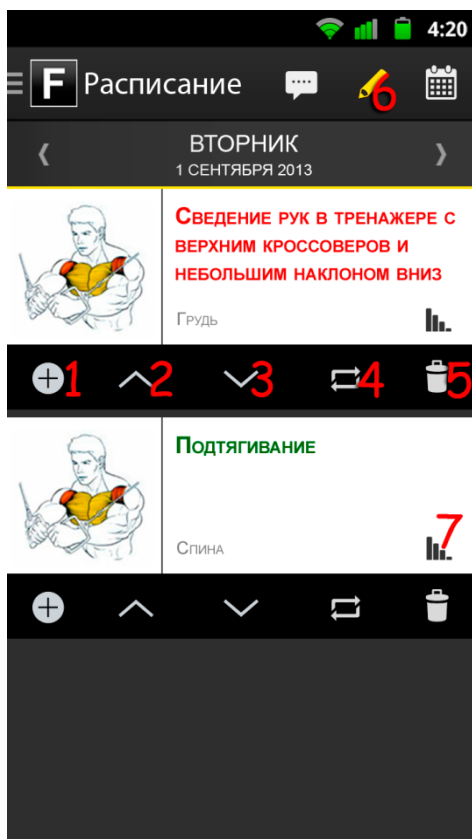 4:20
F Расписание 6
ВТОРНИК
1 СЕНТЯБРЯ 2013
Сведение рук в тренажере с
верхним кроссоверов и
небольшим наклоном вниз
Грудь
1 2 3 4 5
Подтягивание
7
Спина